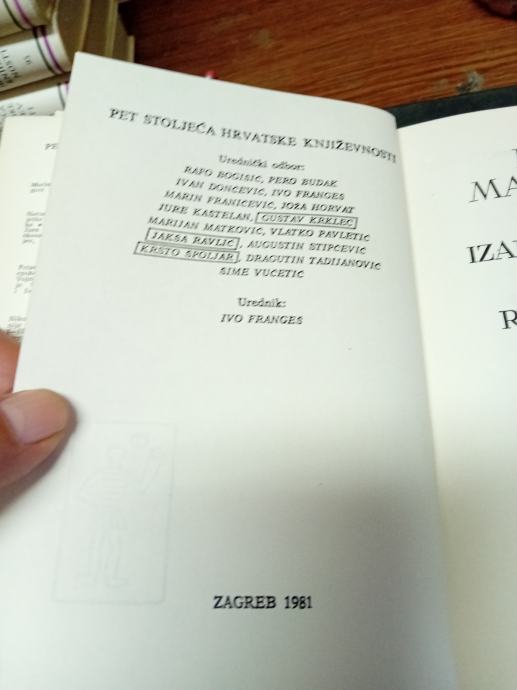 PET STOLJEĆA HRVATSKE KNJIŽEVNOSTI
Urednički odbor:
RAFO BOGIŠIĆ, PERO BUDAK
IVAN DONČEVIĆ, IVO FRANGEŠ
MARIN FRANIČEVIĆ, JOŽA HORVAT
JURE KAŠTELAN, GUSTAV KRKLEC
MARIJAN MATKOVIĆ, VLATKO PAVLETIĆ
JAKŠA RAVLIĆ, AUGUSTIN STIPČEVIĆ
KRSTO ŠPOLJAR, DRAGUTIN TADIJANOVIĆ
ŠIME VUČETIĆ
Urednik:
IVO FRANGEŠ
ZAGREB 1981
MA
IZA
R